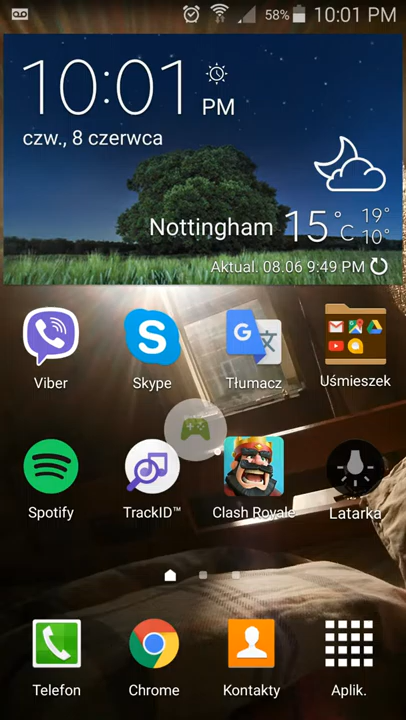 58% 10:01 PM
10:01 PM
czw., 8 czerwca
Nottingham 15°C 19° 10°
Aktual. 08.06 9:49 PM
Viber Skype Tłumacz Uśmieszek
Spotify TrackID™ Clash Royale Latarka
Telefon Chrome Kontakty Aplik.